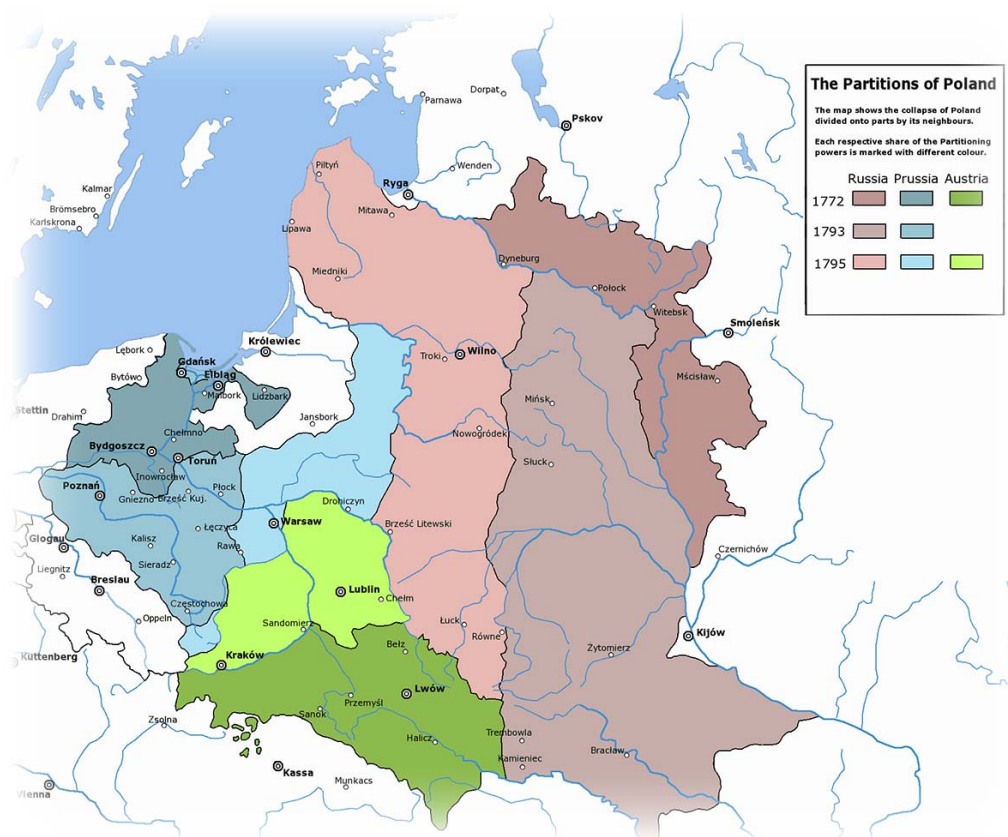 The Partitions of Poland
The map shows the collapse of Poland
divided onto parts by its neighbours.
Each respective share of the Partitioning
powers is marked with different colour.
Russia Prussia Austria
1772
1793
1795
Parnawa
Dorpat
Pskov
Piltyń
Wenden
Kalmar
Ryga
Brömsebro
Mitawa
Karlskrona
Lipawa
Dyneburg
Miedniki
Połock
Witebsk
Smoleńsk
Lębork
Królewiec
Gdańsk
Troki
Wilno
Bytów
Elbląg
Malbork
Lidzbark
Mścisław
Stettin
Drahim
Jansbork
Mińsk
Chełmno
Nowogródek
Bydgoszcz
Toruń
Słuck
Inowrocław
Poznań
Gniezno
Brześć Kuj.
Płock
Drohiczyn
Warsaw
Brześć Litewski
Łęczyca
Glogau
Kalisz
Rawa
Czernichów
Liegnitz
Sieradz
Breslau
Lublin
Chełm
Częstochowa
Oppeln
Sandomierz
Łuck
Równe
Kijów
Kuttenberg
Kraków
Bełz
Żytomierz
Lwów
Przemyśl
Zsolna
Sanok
Halicz
Trembowla
Bracław
Kamieniec
Kassa
Munkacs
Vienna